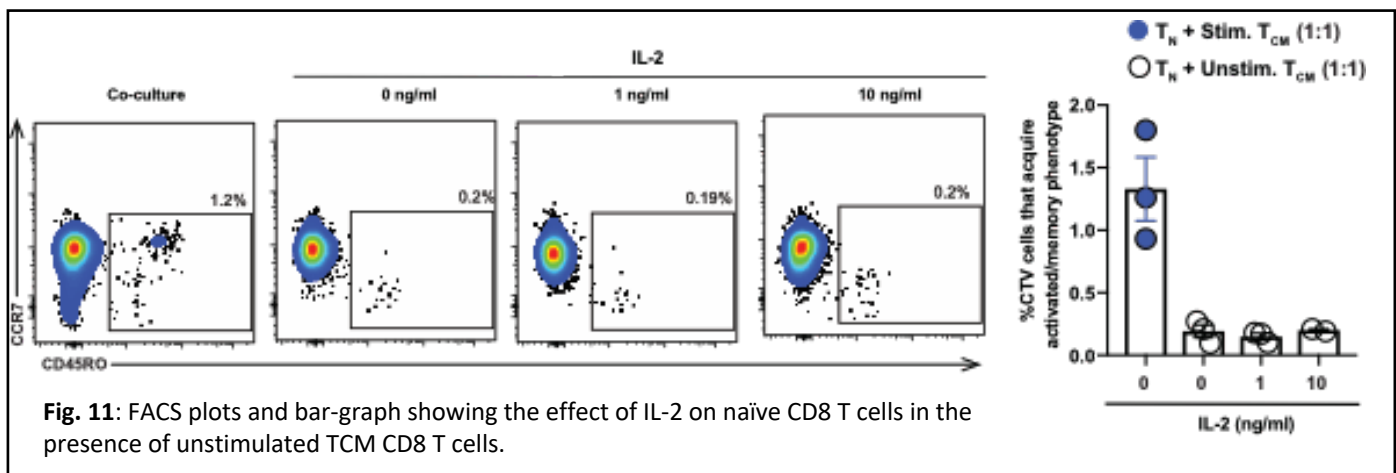 IL-2
Co-culture
0 ng/ml
1 ng/ml
10 ng/ml
1.2%
0.2%
0.19%
0.2%
CCR7
CD45RO
TN + Stim. TCM (1:1)
TN + Unstim. TCM (1:1)
%CTV cells that acquire
activated/memory phenotype
2.0
1.5
1.0
0.5
0.0
0 0 1 10
IL-2 (ng/ml)
Fig. 11: FACS plots and bar-graph showing the effect of IL-2 on naïve CD8 T cells in the
presence of unstimulated TCM CD8 T cells.